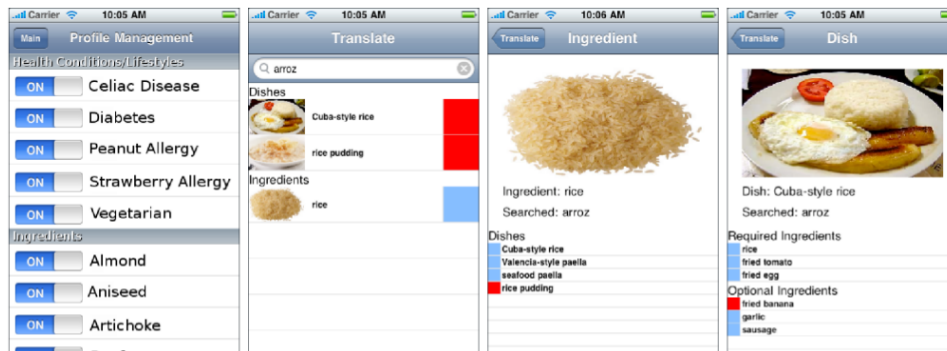 Carrier 10:05 AM
Main Profile Management
Health Conditions/Lifestyles
ON Celiac Disease
ON Diabetes
ON Peanut Allergy
ON Strawberry Allergy
ON Vegetarian
Ingredients
ON Almond
ON Aniseed
ON Artichoke
Carrier 10:05 AM
Translate
arroz
Dishes
Cuba-style rice
rice pudding
Ingredients
rice
Carrier 10:06 AM
Translate Ingredient
Ingredient: rice
Searched: arroz
Dishes
Cuba-style rice
Valencia-style paella
seafood paella
rice pudding
Carrier 10:05 AM
Translate Dish
Dish: Cuba-style rice
Searched: arroz
Required Ingredients
rice
fried tomato
fried egg
Optional Ingredients
fried banana
garlic
sausage